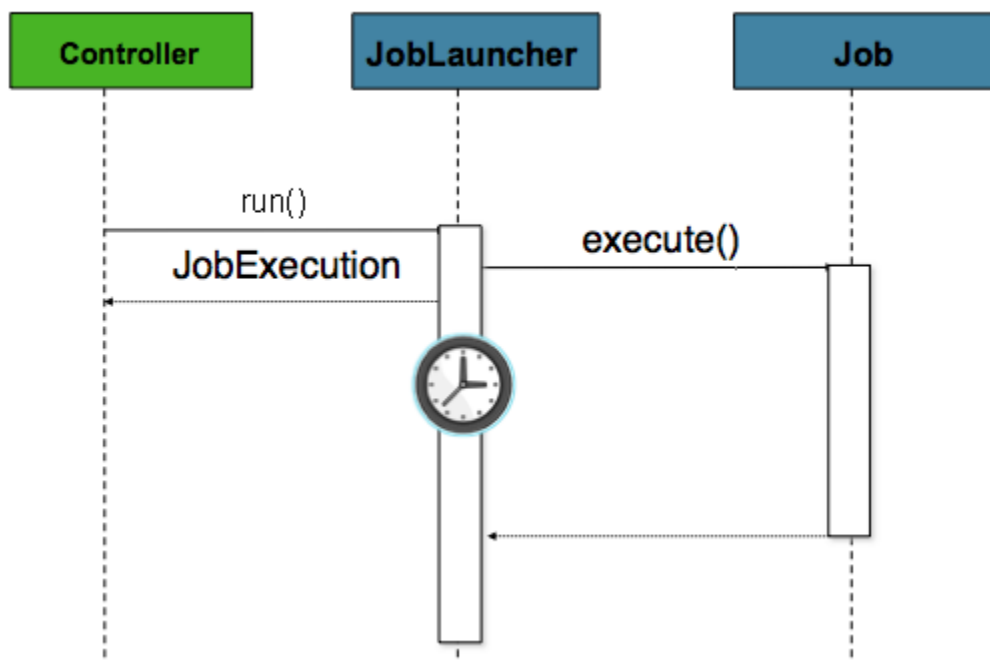 Controller
JobLauncher
Job
run()
execute()
JobExecution